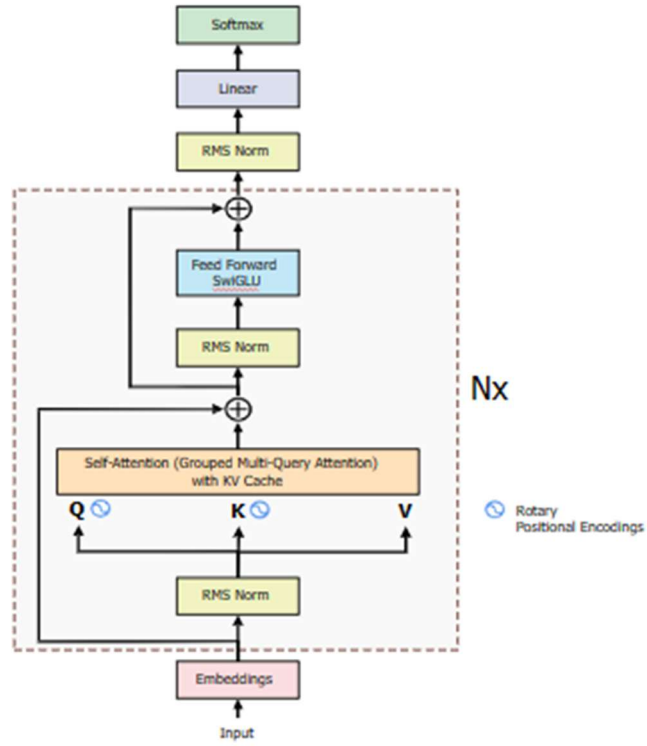 Softmax
Linear
RMS Norm
Feed Forward
SwiGLU
RMS Norm
Nx
Self-Attention (Grouped Multi-Query Attention)
with KV Cache
Q K V
Rotary
Positional Encodings
RMS Norm
Embeddings
Input